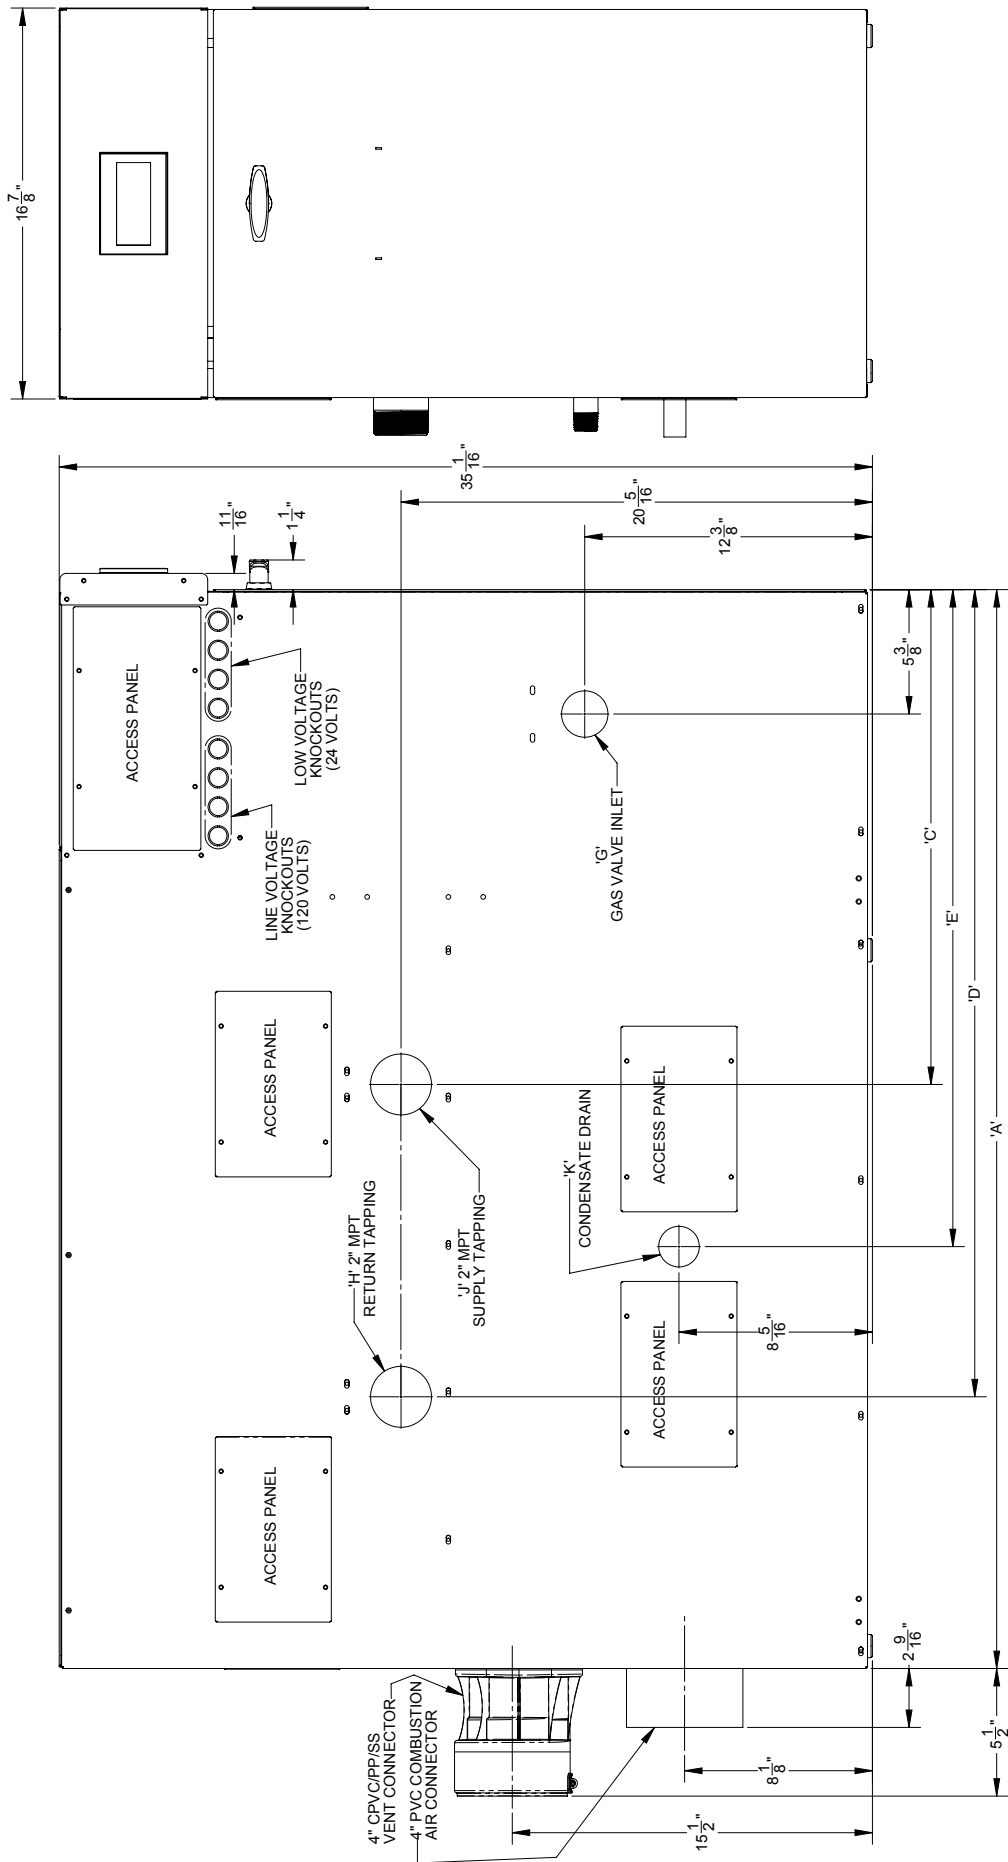 16 7/8"
35 1/16"
20 5/16"
12 3/8"
11/16"
1 1/4"
5 3/8"
ACCESS PANEL
LOW VOLTAGE
KNOCKOUTS
(24 VOLTS)
LINE VOLTAGE
KNOCKOUTS
(120 VOLTS)
'G'
GAS VALVE INLET
'C'
'E'
'D'
'A'
ACCESS PANEL
ACCESS PANEL
'K'
CONDENSATE DRAIN
'H' 2" MPT
RETURN TAPPING
'J' 2" MPT
SUPPLY TAPPING
8 5/16"
ACCESS PANEL
ACCESS PANEL
4" CPVC/PP/SS
VENT CONNECTOR
4" PVC COMBUSTION
AIR CONNECTOR
2 9/16"
5 1/2"
8 1/8"
15 1/2"